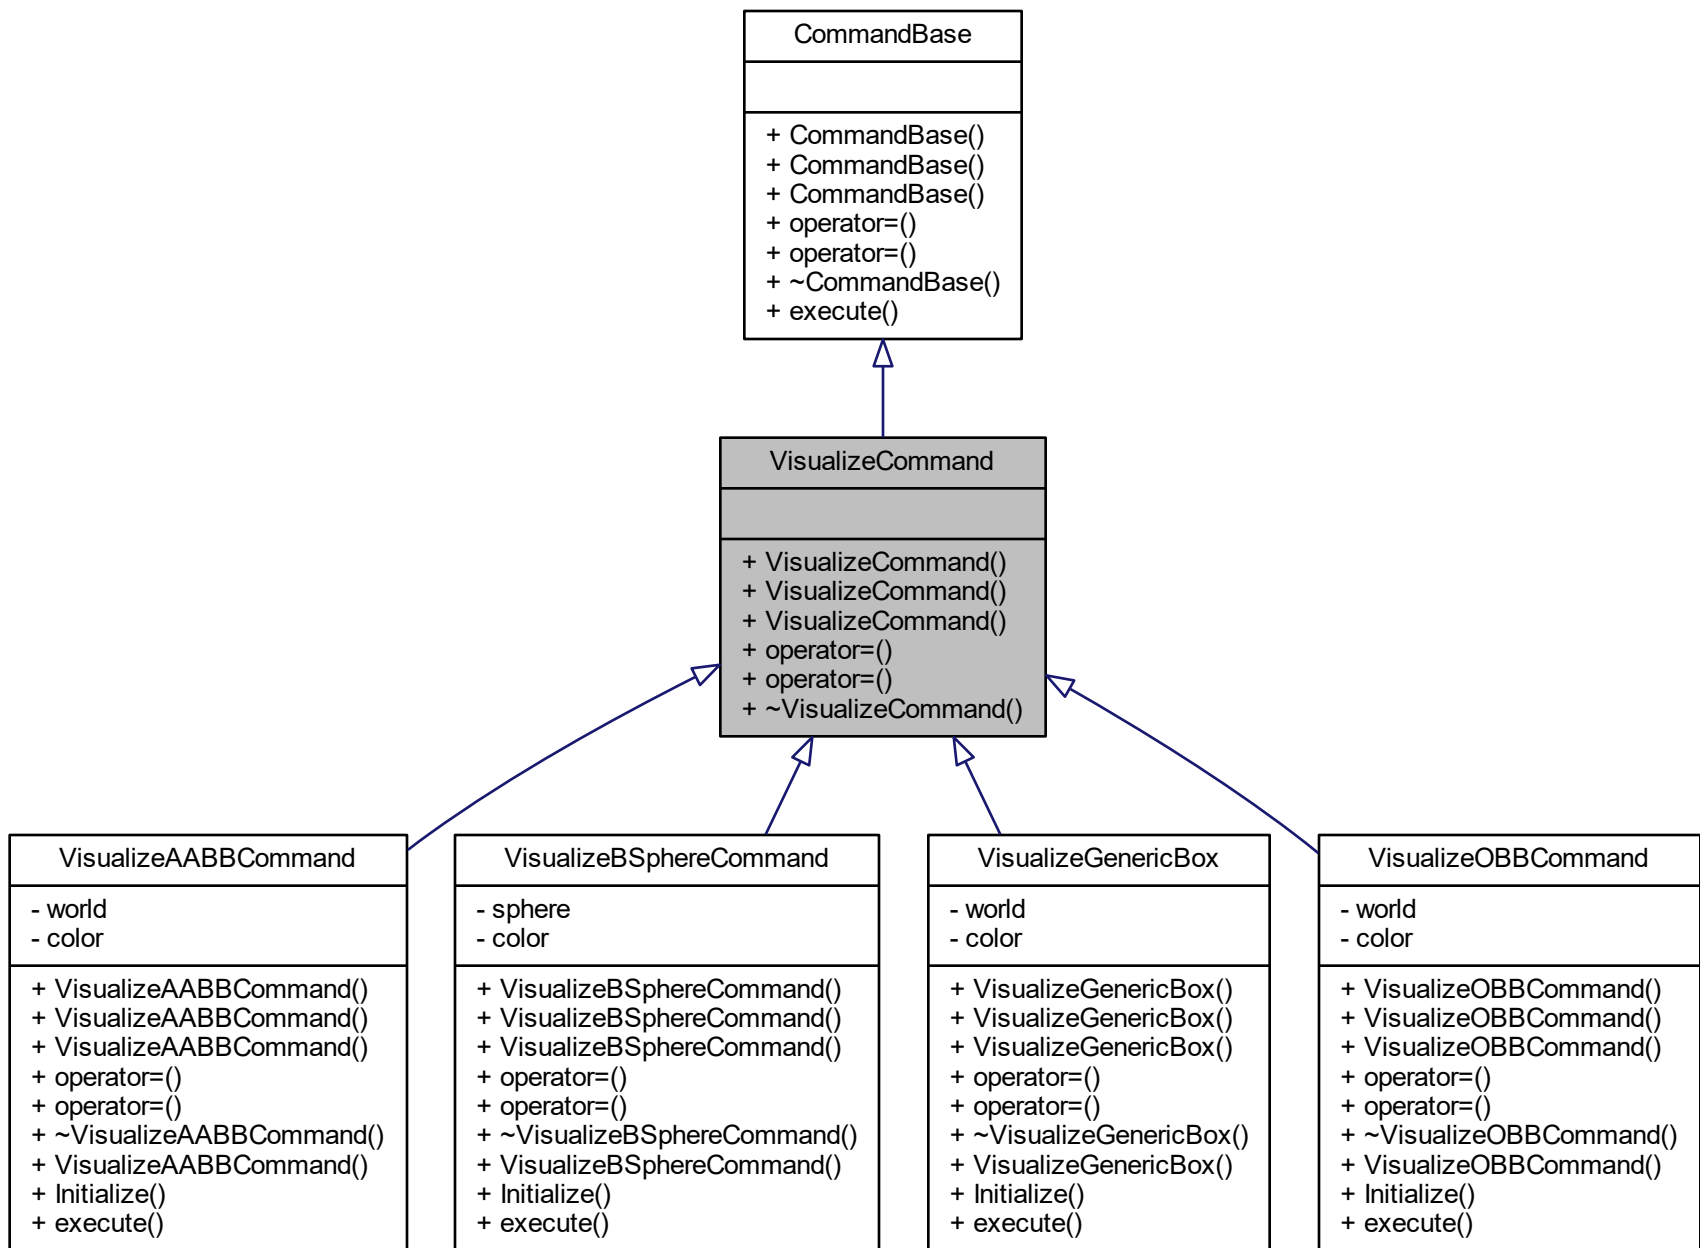 CommandBase
+ CommandBase()
+ CommandBase()
+ CommandBase()
+ operator=()
+ operator=()
+ ~CommandBase()
+ execute()
VisualizeCommand
+ VisualizeCommand()
+ VisualizeCommand()
+ VisualizeCommand()
+ operator=()
+ operator=()
+ ~VisualizeCommand()
VisualizeAABBCommand
- world
- color
+ VisualizeAABBCommand()
+ VisualizeAABBCommand()
+ VisualizeAABBCommand()
+ operator=()
+ operator=()
+ ~VisualizeAABBCommand()
+ VisualizeAABBCommand()
+ Initialize()
+ execute()
VisualizeBSphereCommand
- sphere
- color
+ VisualizeBSphereCommand()
+ VisualizeBSphereCommand()
+ VisualizeBSphereCommand()
+ operator=()
+ operator=()
+ ~VisualizeBSphereCommand()
+ VisualizeBSphereCommand()
+ Initialize()
+ execute()
VisualizeGenericBox
- world
- color
+ VisualizeGenericBox()
+ VisualizeGenericBox()
+ VisualizeGenericBox()
+ operator=()
+ operator=()
+ ~VisualizeGenericBox()
+ VisualizeGenericBox()
+ Initialize()
+ execute()
VisualizeOBBCommand
- world
- color
+ VisualizeOBBCommand()
+ VisualizeOBBCommand()
+ VisualizeOBBCommand()
+ operator=()
+ operator=()
+ ~VisualizeOBBCommand()
+ VisualizeOBBCommand()
+ Initialize()
+ execute()